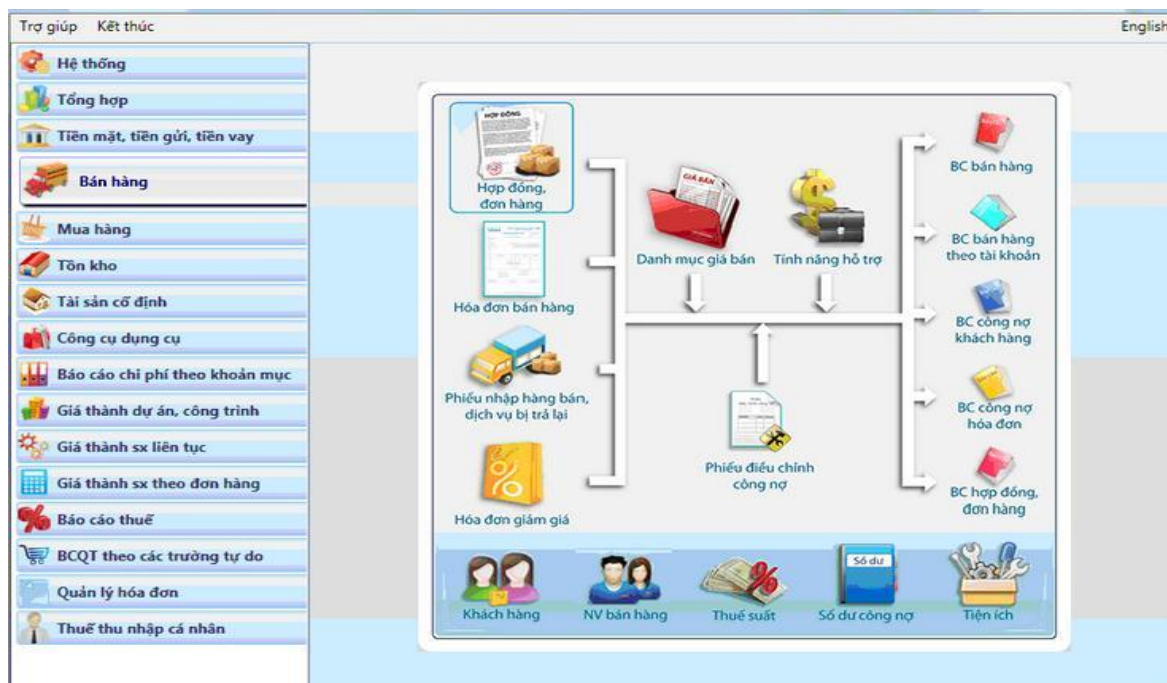 Trợ giúp Kết thúc English
Hệ thống
Tổng hợp
Tiền mặt, tiền gửi, tiền vay
Bán hàng
Mua hàng
Tồn kho
Tài sản cố định
Công cụ dụng cụ
Báo cáo chi phí theo khoản mục
Giá thành dự án, công trình
Giá thành sx liên tục
Giá thành sx theo đơn hàng
Báo cáo thuế
BCQT theo các trường tự do
Quản lý hóa đơn
Thuế thu nhập cá nhân
HỢP ĐỒNG
Hợp đồng,
đơn hàng
Hóa đơn bán hàng
Phiếu nhập hàng bán,
dịch vụ bị trả lại
Hóa đơn giảm giá
GIÁ BÁN
Danh mục giá bán
Tính năng hỗ trợ
Phiếu điều chỉnh
công nợ
BC bán hàng
BC bán hàng
theo tài khoản
BC công nợ
khách hàng
BC công nợ
hóa đơn
BC hợp đồng,
đơn hàng
Khách hàng
NV bán hàng
Thuế suất
Số dư
Số dư công nợ
Tiện ích